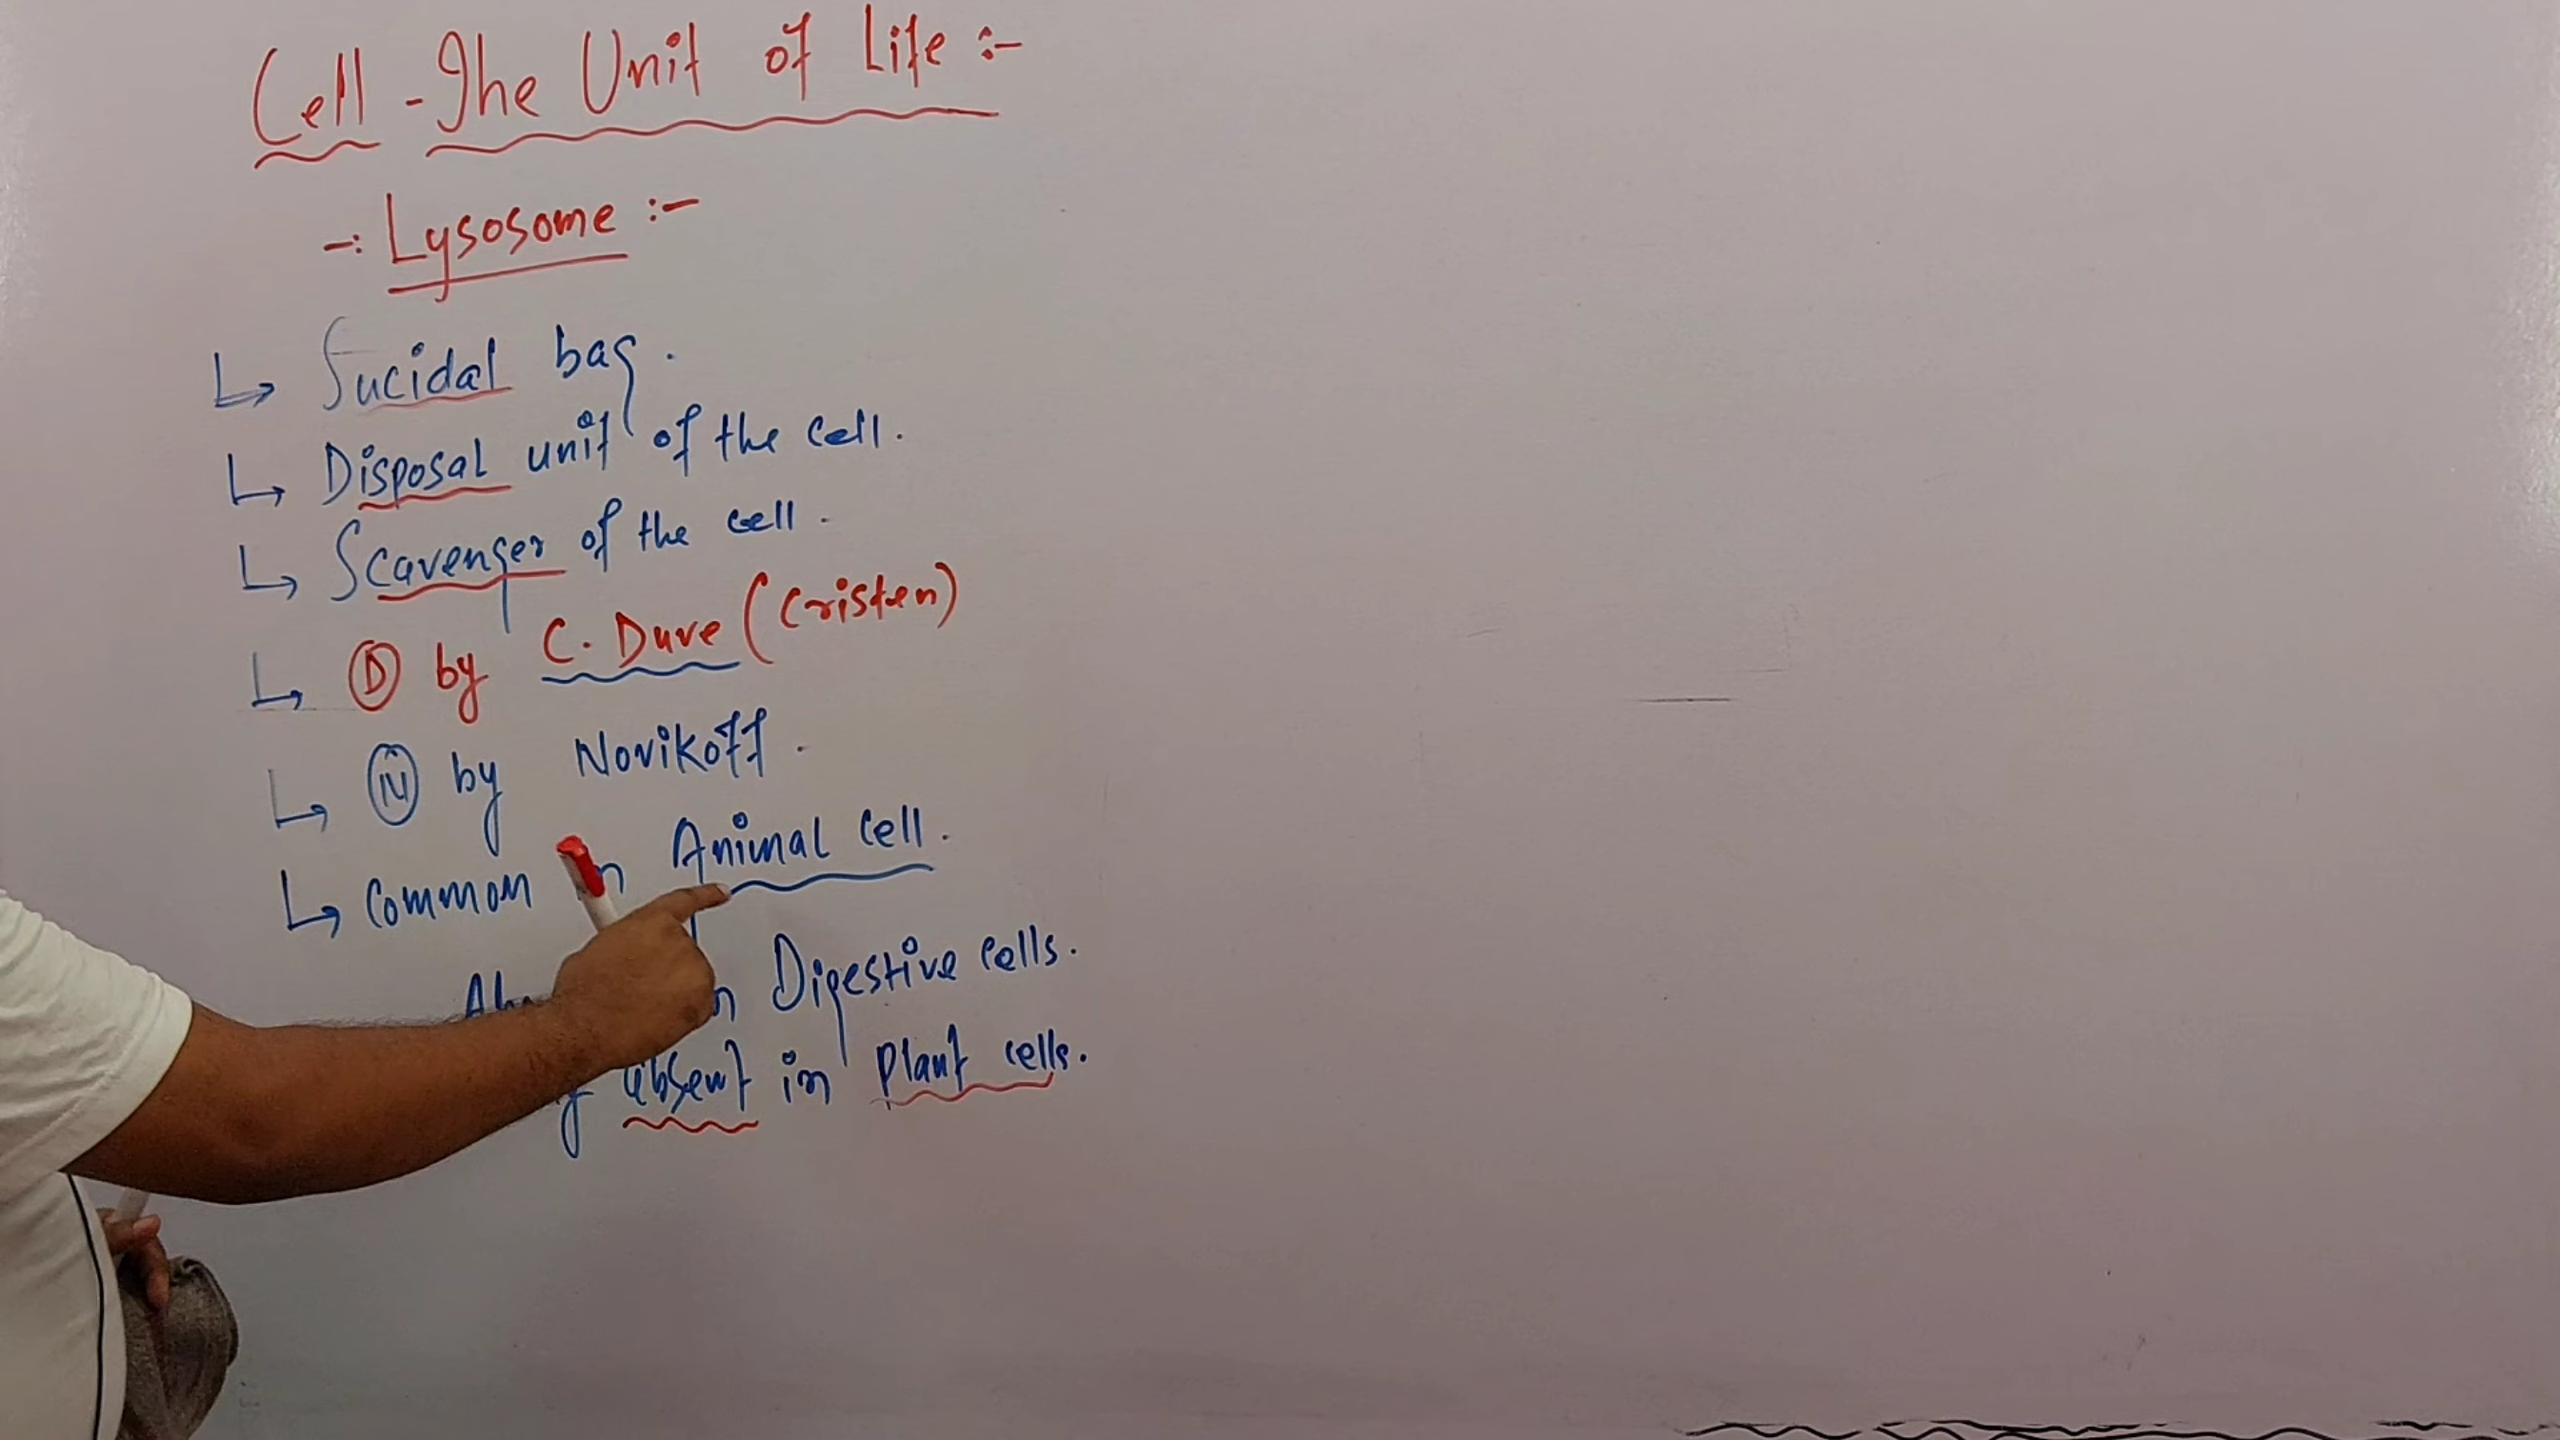 Cell - The Unit of Life :-
-: Lysosome :-
↳ Sucidal bag.
↳ Disposal unit of the cell.
↳ Scavenger of the cell.
↳ Ⓓ by C. Duve (Cristen)
↳ Ⓝ by Novikoff.
↳ Common in Animal cell.
Digestive cells.
absent in plant cells.